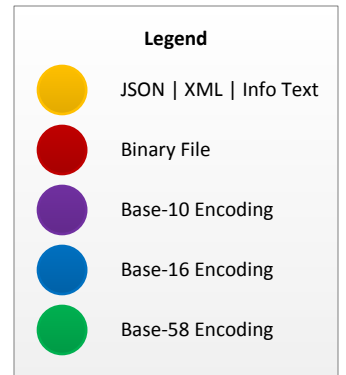 Legend
JSON | XML | Info Text
Binary File
Base-10 Encoding
Base-16 Encoding
Base-58 Encoding